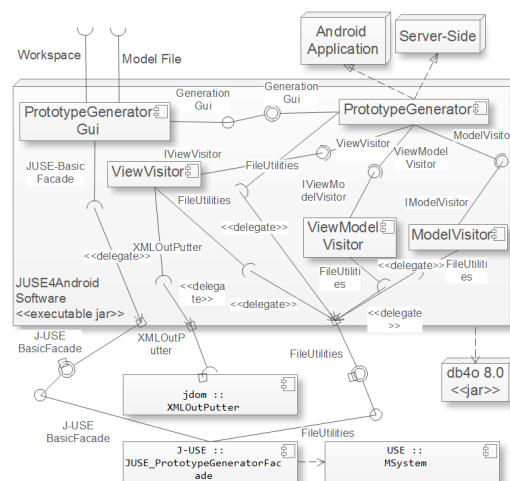 Android
Application
Server-Side
Workspace
Model File
Generation
Gui
Generation
Gui
PrototypeGenerator
Gui
PrototypeGenerator
ModelVisito
IViewVisitor
ViewVisitor
ViewModel
Visitor
JUSE-Basic
Facade
ViewVisitor
FileUtilities
FileUtilities
IViewMo
delVisitor
IModelVisitor
ViewModel
Visitor
ModelVisitor
<<delegate>>
XMLOutPutter
<<delegate>>
FileUtiliti
es
FileUtiliti
es
<<delegate>>
JUSE4Android
Software
<<executable jar>>
<<delega
te>>
<<delegate>>
<<delegate
>>
J-USE
BasicFacade
XMLOutP
utter
FileUtilities
db4o 8.0
<<jar>>
jdom ::
XMLOutPutter
J-USE
BasicFacade
FileUtilities
J-USE ::
JUSE_PrototypeGeneratorFac
ade
USE ::
MSystem